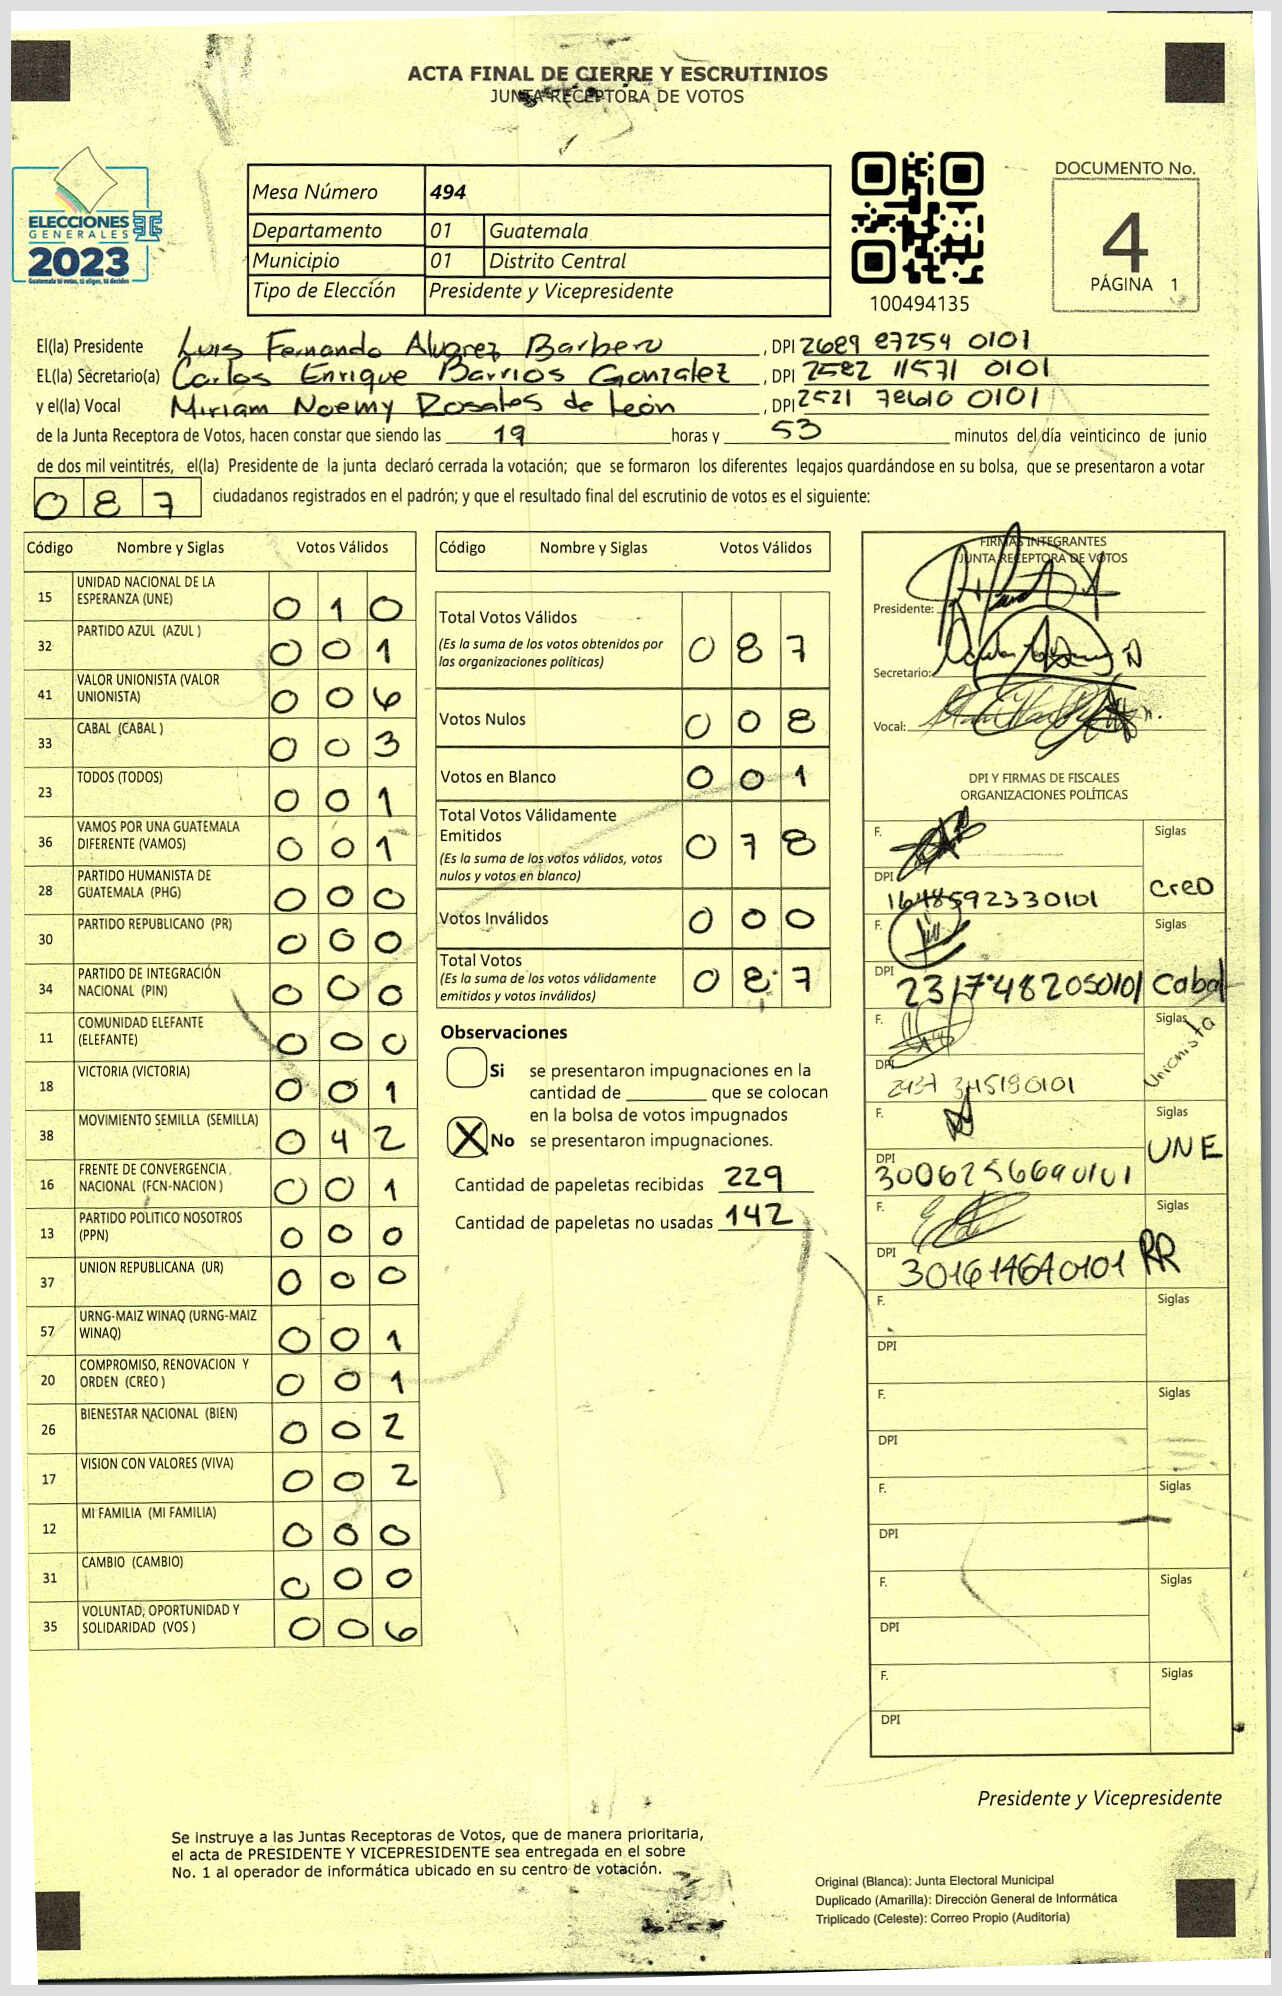 ACTA FINAL DE CIERRE Y ESCRUTINIOS
JUNTA RECEPTORA DE VOTOS
ELECCIONES
GENERALES
2023
Guatemala tú votas, tú eliges, tú decides
Mesa Número 494
Departamento 01 Guatemala
Municipio 01 Distrito Central
Tipo de Elección Presidente y Vicepresidente
100494135
DOCUMENTO No.
4
PÁGINA 1
El(la) Presidente Luis Fernando Alvarez Barbero, DPI 2689 87254 0101
EL(la) Secretario(a) Carlos Enrique Barrios Gonzalez, DPI 2582 11571 0101
y el(la) Vocal Miriam Noemy Rosales de León, DPI 2521 78610 0101
de la Junta Receptora de Votos, hacen constar que siendo las 19 horas y 53 minutos del día veinticinco de junio
de dos mil veintitrés, el(la) Presidente de la junta declaró cerrada la votación; que se formaron los diferentes legajos quardándose en su bolsa, que se presentaron a votar
087 ciudadanos registrados en el padrón; y que el resultado final del escrutinio de votos es el siguiente:
Código Nombre y Siglas Votos Válidos
15 UNIDAD NACIONAL DE LA ESPERANZA (UNE) 0 1 0
32 PARTIDO AZUL (AZUL ) 0 0 1
41 VALOR UNIONISTA (VALOR UNIONISTA) 0 0 6
33 CABAL (CABAL ) 0 0 3
23 TODOS (TODOS) 0 0 1
36 VAMOS POR UNA GUATEMALA DIFERENTE (VAMOS) 0 0 1
28 PARTIDO HUMANISTA DE GUATEMALA (PHG) 0 0 0
30 PARTIDO REPUBLICANO (PR) 0 0 0
34 PARTIDO DE INTEGRACIÓN NACIONAL (PIN) 0 0 0
11 COMUNIDAD ELEFANTE (ELEFANTE) 0 0 0
18 VICTORIA (VICTORIA) 0 0 1
38 MOVIMIENTO SEMILLA (SEMILLA) 0 4 2
16 FRENTE DE CONVERGENCIA NACIONAL (FCN-NACION ) 0 0 1
13 PARTIDO POLITICO NOSOTROS (PPN) 0 0 0
37 UNION REPUBLICANA (UR) 0 0 0
57 URNG-MAIZ WINAQ (URNG-MAIZ WINAQ) 0 0 1
20 COMPROMISO, RENOVACION Y ORDEN (CREO ) 0 0 1
26 BIENESTAR NACIONAL (BIEN) 0 0 2
17 VISION CON VALORES (VIVA) 0 0 2
12 MI FAMILIA (MI FAMILIA) 0 0 0
31 CAMBIO (CAMBIO) 0 0 0
35 VOLUNTAD, OPORTUNIDAD Y SOLIDARIDAD (VOS ) 0 0 6
Código Nombre y Siglas Votos Válidos
Total Votos Válidos 0 8 7
(Es la suma de los votos obtenidos por
las organizaciones políticas)
Votos Nulos 0 0 8
Votos en Blanco 0 0 1
Total Votos Válidamente
Emitidos 0 7 8
(Es la suma de los votos válidos, votos
nulos y votos en blanco)
Votos Inválidos 0 0 0
Total Votos 0 8 7
(Es la suma de los votos válidamente
emitidos y votos inválidos)
Observaciones
Si se presentaron impugnaciones en la
cantidad de ________ que se colocan
en la bolsa de votos impugnados
X No se presentaron impugnaciones.
Cantidad de papeletas recibidas 229
Cantidad de papeletas no usadas 142
FIRMAS INTEGRANTES
JUNTA RECEPTORA DE VOTOS
Presidente:
Secretario:
Vocal:
DPI Y FIRMAS DE FISCALES
ORGANIZACIONES POLÍTICAS
F. Siglas
DPI 1648592330101 creo
F. Siglas
DPI 2317482050101 Cabal
F. Siglas
DPI Unionista
F. Siglas
DPI 3006256690101 UNE
F. Siglas
DPI 301614640101
F. Siglas
DPI
F. Siglas
DPI
F. Siglas
DPI
F. Siglas
DPI
F. Siglas
DPI
Presidente y Vicepresidente
Se instruye a las Juntas Receptoras de Votos, que de manera prioritaria,
el acta de PRESIDENTE Y VICEPRESIDENTE sea entregada en el sobre
No. 1 al operador de informática ubicado en su centro de votación.
Original (Blanca): Junta Electoral Municipal
Duplicado (Amarilla): Dirección General de Informática
Triplicado (Celeste): Correo Propio (Auditoría)